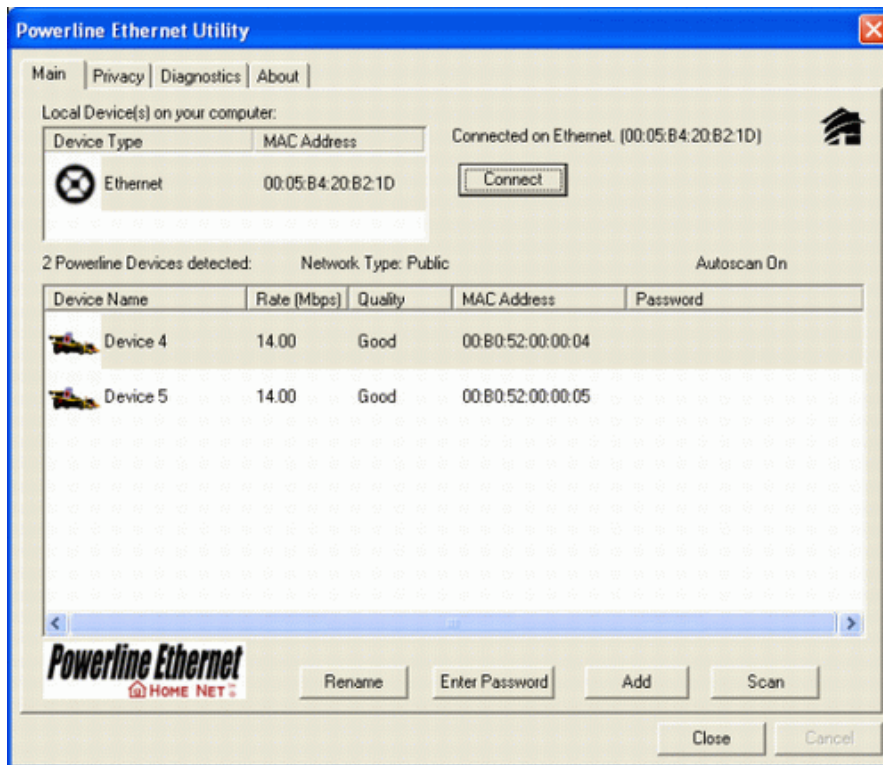 Powerline Ethernet Utility
Main Privacy Diagnostics About
Local Device(s) on your computer:
Device Type MAC Address
Ethernet 00:05:B4:20:B2:1D
Connected on Ethernet. (00:05:B4:20:B2:1D)
Connect
2 Powerline Devices detected: Network Type: Public Autoscan On
Device Name Rate (Mbps) Quality MAC Address Password
Device 4 14.00 Good 00:B0:52:00:00:04
Device 5 14.00 Good 00:B0:52:00:00:05
Powerline Ethernet
HOME NET
Rename Enter Password Add Scan
Close Cancel